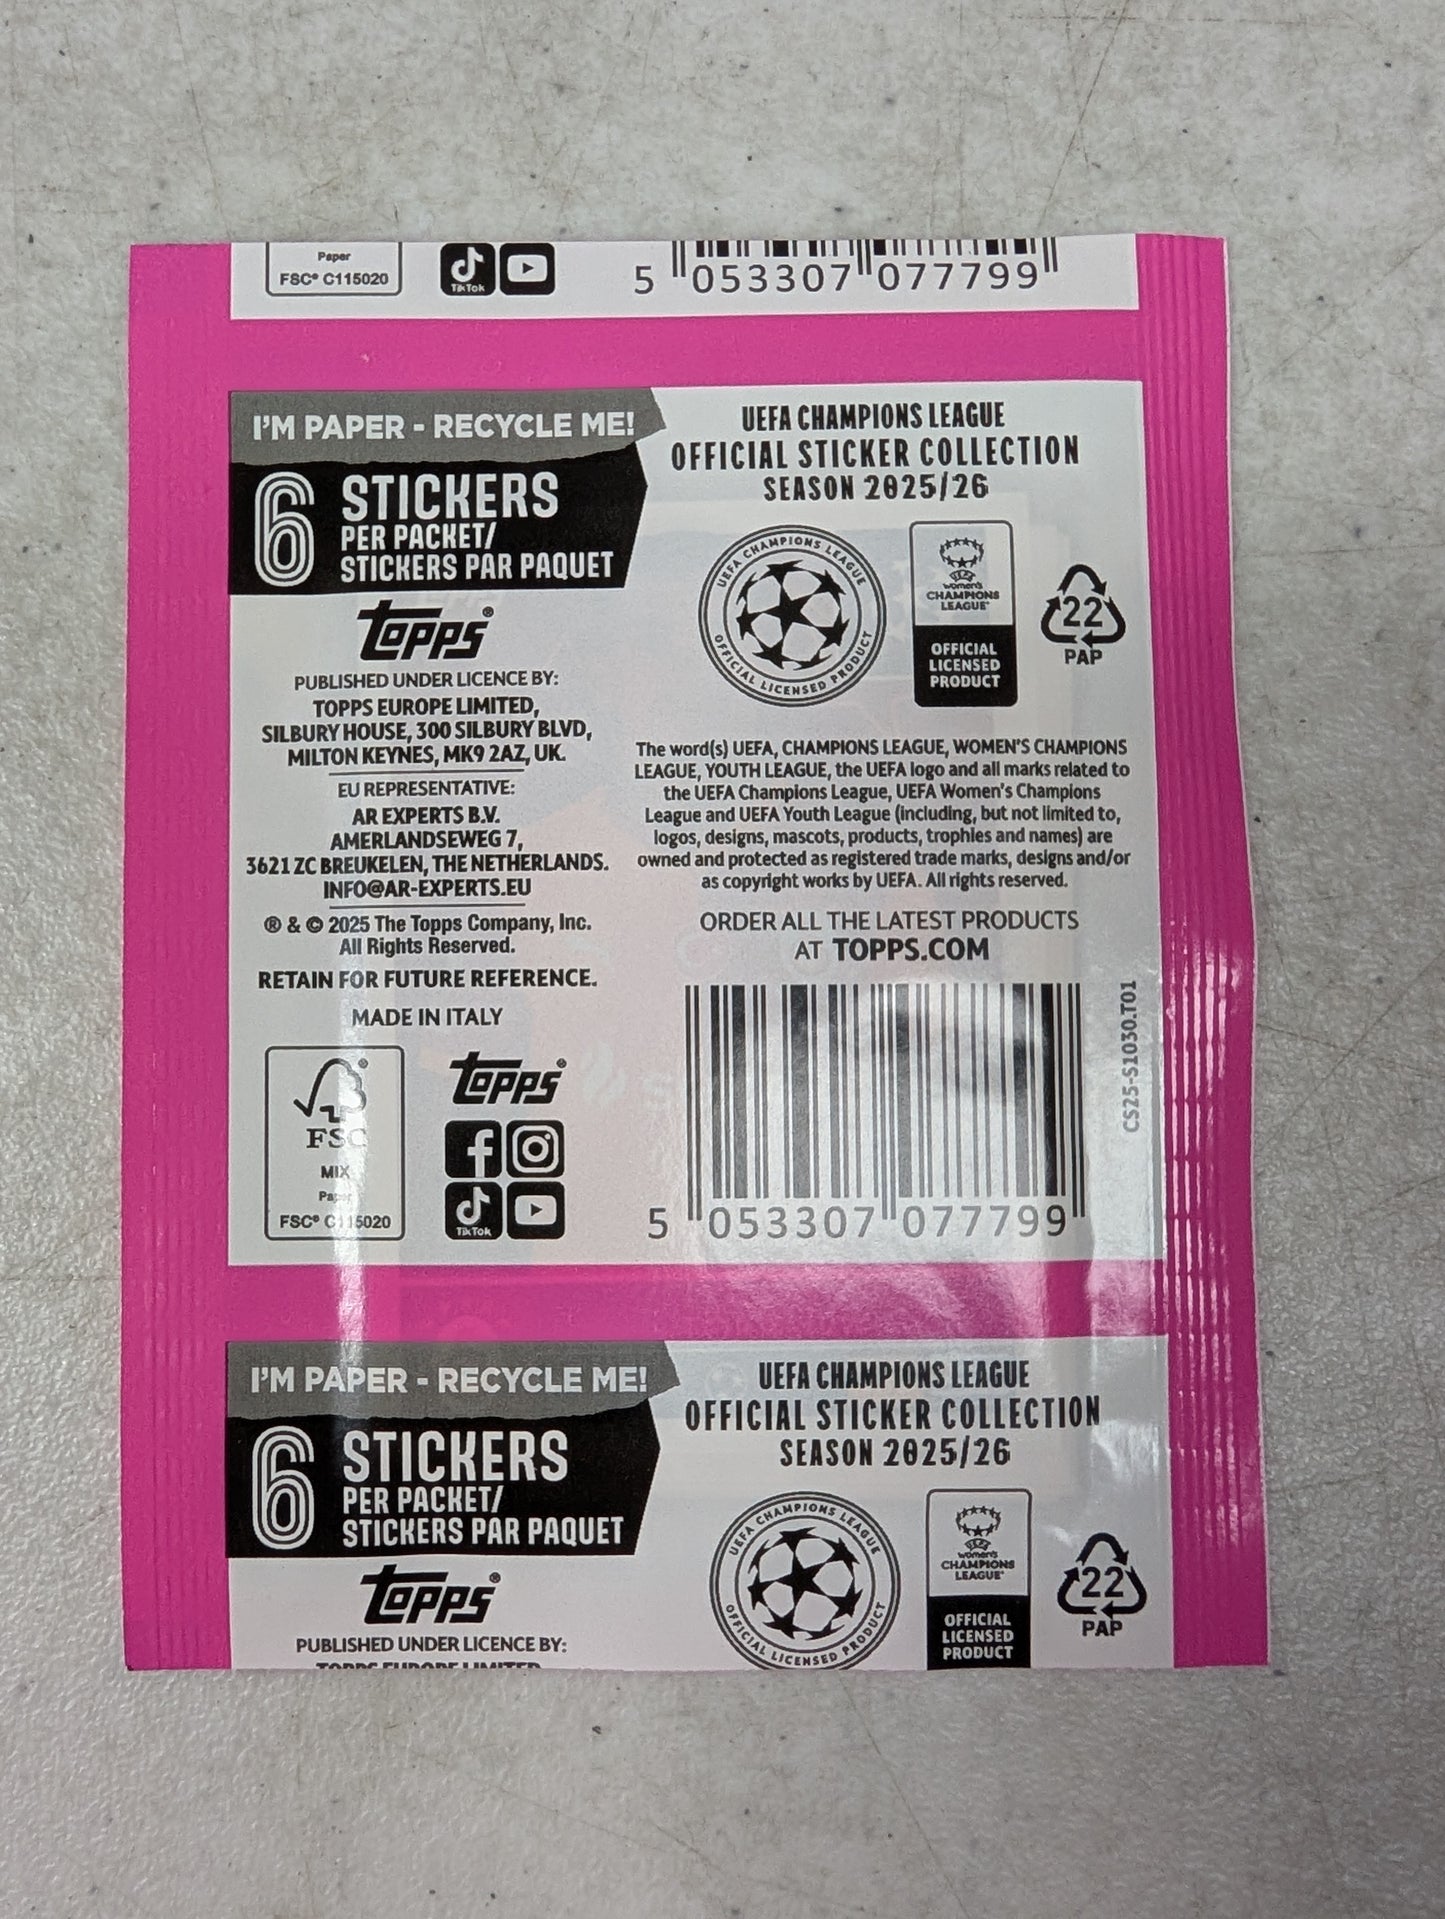 Paper
FSC® C115020
TikTok
5 053307 077799
I'M PAPER - RECYCLE ME!
6 STICKERS
PER PACKET/
STICKERS PAR PAQUET
topps®
PUBLISHED UNDER LICENCE BY:
TOPPS EUROPE LIMITED,
SILBURY HOUSE, 300 SILBURY BLVD,
MILTON KEYNES, MK9 2AZ, UK.
EU REPRESENTATIVE:
AR EXPERTS B.V.
AMERLANDSEWEG 7,
3621 ZC BREUKELEN, THE NETHERLANDS.
INFO@AR-EXPERTS.EU
® & © 2025 The Topps Company, Inc.
All Rights Reserved.
RETAIN FOR FUTURE REFERENCE.
MADE IN ITALY
FSC
MIX
Paper
FSC® C115020
topps®
TikTok
UEFA CHAMPIONS LEAGUE
OFFICIAL STICKER COLLECTION
SEASON 2025/26
UEFA CHAMPIONS LEAGUE
OFFICIAL LICENSED PRODUCT
UEFA
women's
CHAMPIONS
LEAGUE
OFFICIAL
LICENSED
PRODUCT
22
PAP
The word(s) UEFA, CHAMPIONS LEAGUE, WOMEN'S CHAMPIONS
LEAGUE, YOUTH LEAGUE, the UEFA logo and all marks related to
the UEFA Champions League, UEFA Women's Champions
League and UEFA Youth League (including, but not limited to,
logos, designs, mascots, products, trophies and names) are
owned and protected as registered trade marks, designs and/or
as copyright works by UEFA. All rights reserved.
ORDER ALL THE LATEST PRODUCTS
AT TOPPS.COM
5 053307 077799
CS25-S1030.T01
I'M PAPER - RECYCLE ME!
6 STICKERS
PER PACKET/
STICKERS PAR PAQUET
topps®
PUBLISHED UNDER LICENCE BY:
TOPPS EUROPE LIMITED
UEFA CHAMPIONS LEAGUE
OFFICIAL STICKER COLLECTION
SEASON 2025/26
UEFA CHAMPIONS LEAGUE
OFFICIAL LICENSED PRODUCT
UEFA
women's
CHAMPIONS
LEAGUE
OFFICIAL
LICENSED
PRODUCT
22
PAP